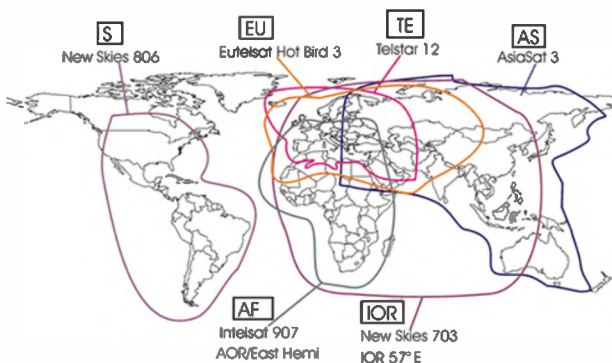 S
New Skies 806
EU
Eutelsat Hot Bird 3
TE
Telstar 12
AS
AsiaSat 3
AF
Intelsat 907
AOR/East Hemi
IOR
New Skies 703
IOR 57° E